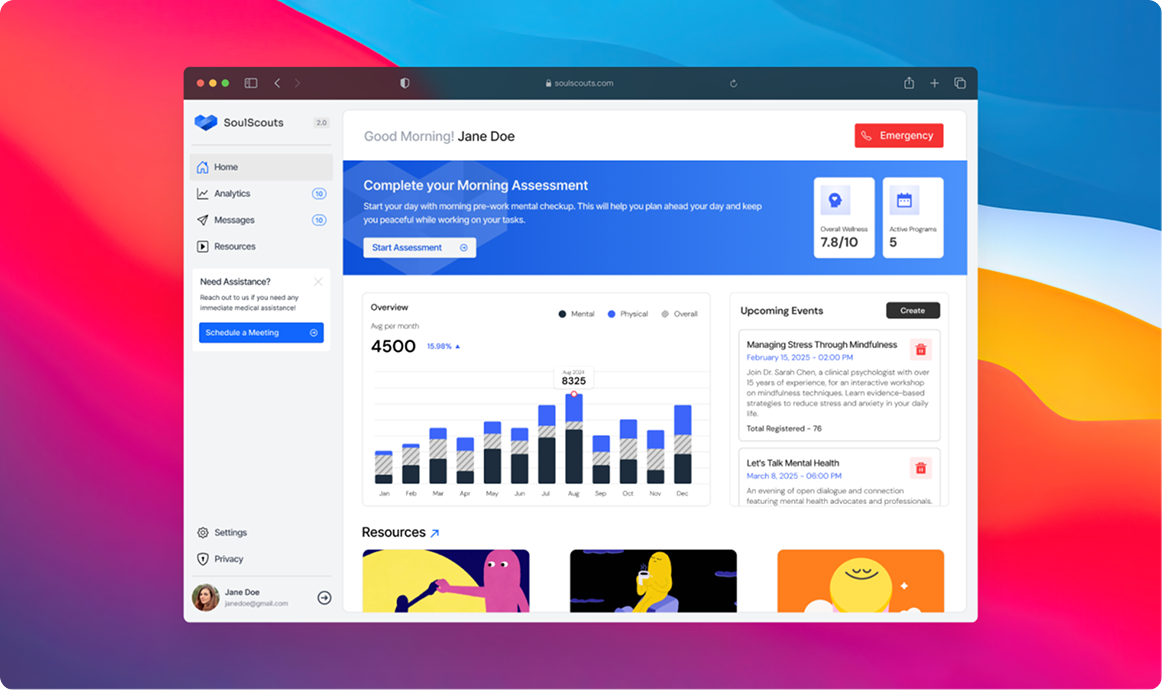 soulscouts.com
SoulScouts
2.0
Home
Analytics
10
Messages
10
Resources
Need Assistance?
Reach out to us if you need any
immediate medical assistance!
Schedule a Meeting
Settings
Privacy
Jane Doe
janedoe@gmail.com
Good Morning! Jane Doe
Emergency
Complete your Morning Assessment
Start your day with morning pre-work mental checkup. This will help you plan ahead your day and keep
you peaceful while working on your tasks.
Start Assessment
Overall Wellness
7.8/10
Active Programs
5
Overview
Mental
Physical
Overall
Avg per month
4500
15.98%
Aug 2024
8325
Jan
Feb
Mar
Apr
May
Jun
Jul
Aug
Sep
Oct
Nov
Dec
Upcoming Events
Create
Managing Stress Through Mindfulness
February 15, 2025 - 02:00 PM
Join Dr. Sarah Chen, a clinical psychologist with over
15 years of experience, for an interactive workshop
on mindfulness techniques. Learn evidence-based
strategies to reduce stress and anxiety in your daily
life.
Total Registered - 76
Let's Talk Mental Health
March 8, 2025 - 06:00 PM
An evening of open dialogue and connection
featuring mental health advocates and professionals.
Resources